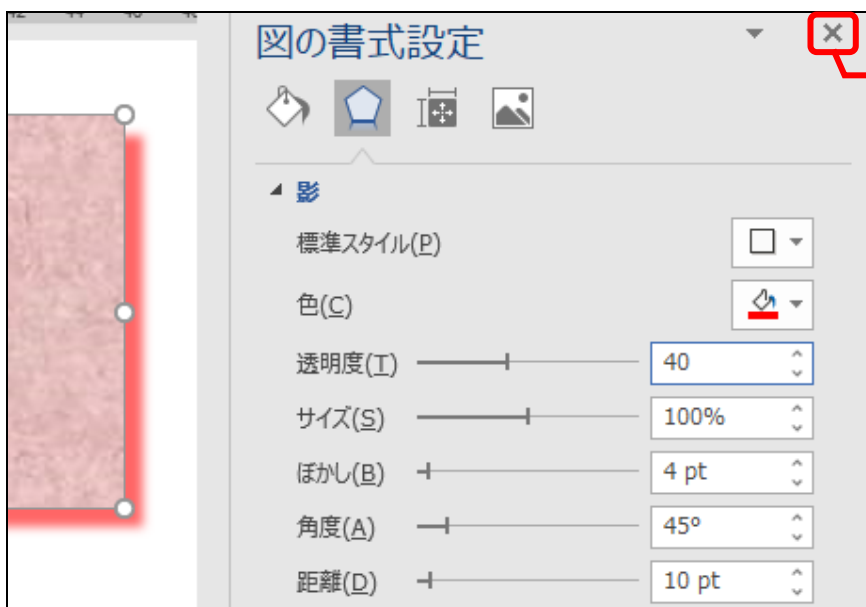 図の書式設定
影
標準スタイル(P)
色(C)
透明度(T) 40
サイズ(S) 100%
ぼかし(B) 4 pt
角度(A) 45°
距離(D) 10 pt